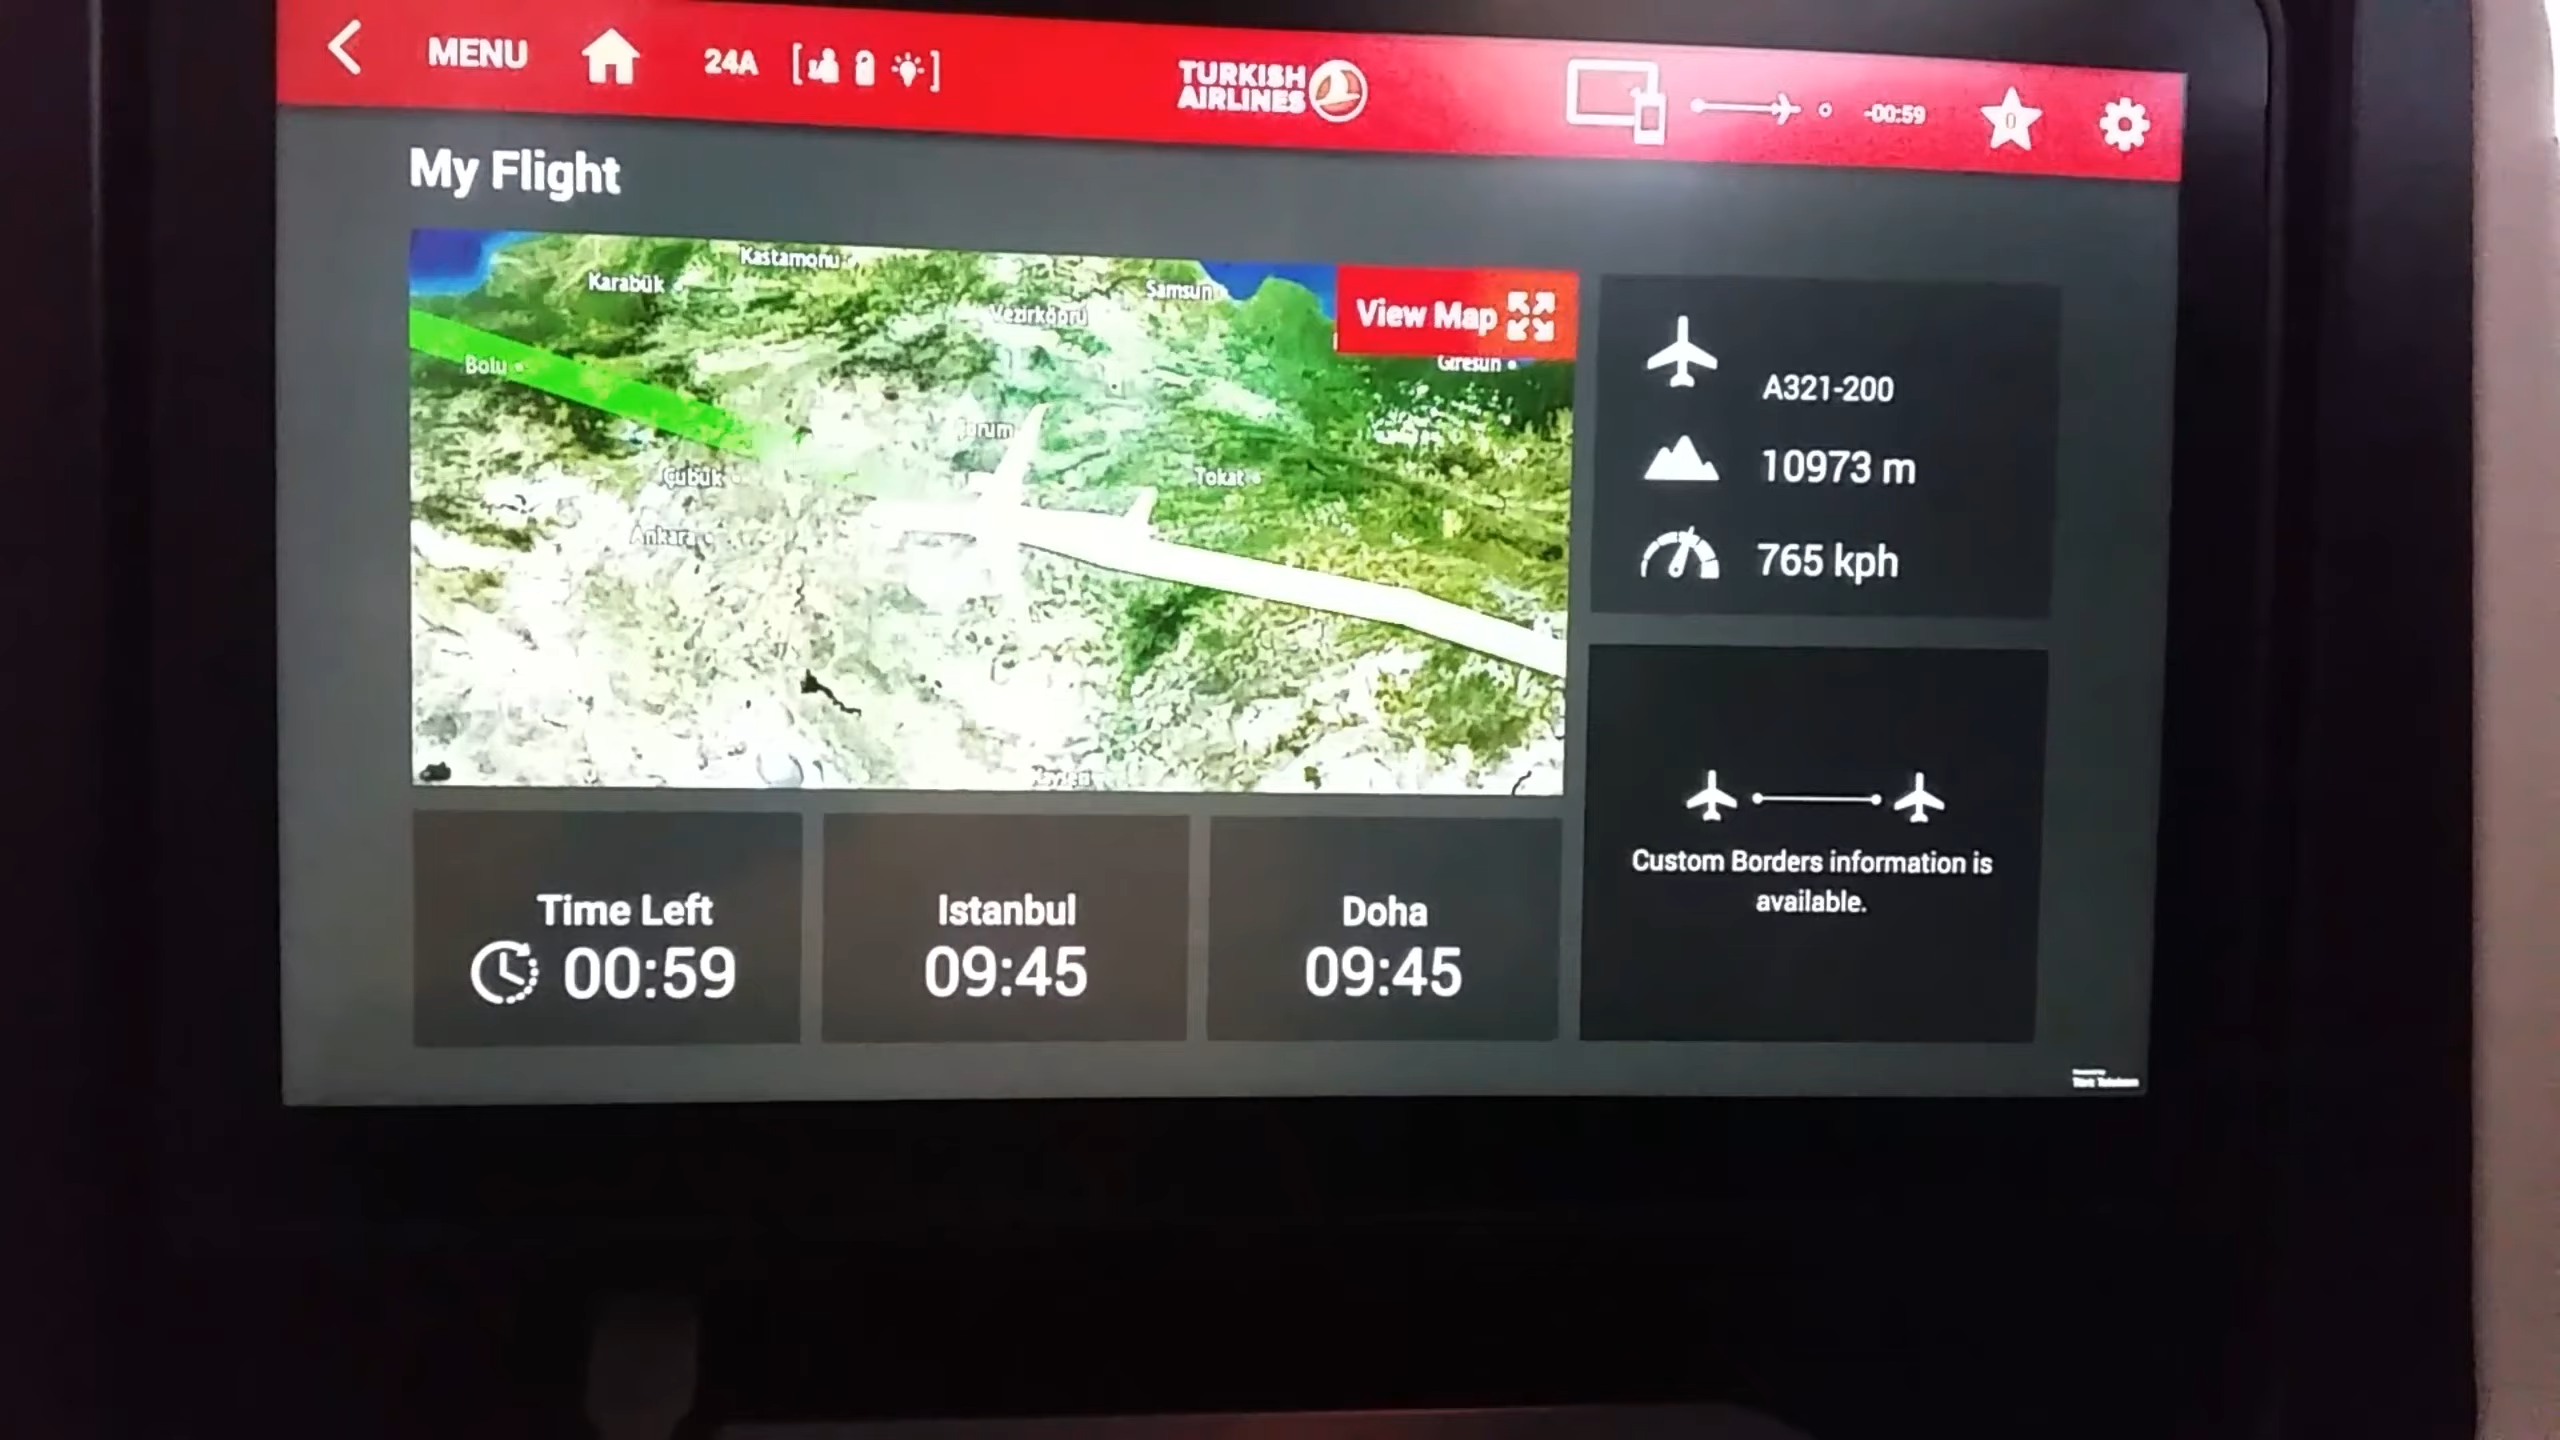 MENU
24A
TURKISH
AIRLINES
-00:59
0
My Flight
Kastamonu
Karabük
Samsun
Vezirköprü
View Map
Giresun
Bolu
Çubuk
Tokat
Ankara
A321-200
10973 m
765 kph
Custom Borders information is
available.
Time Left
00:59
Istanbul
09:45
Doha
09:45